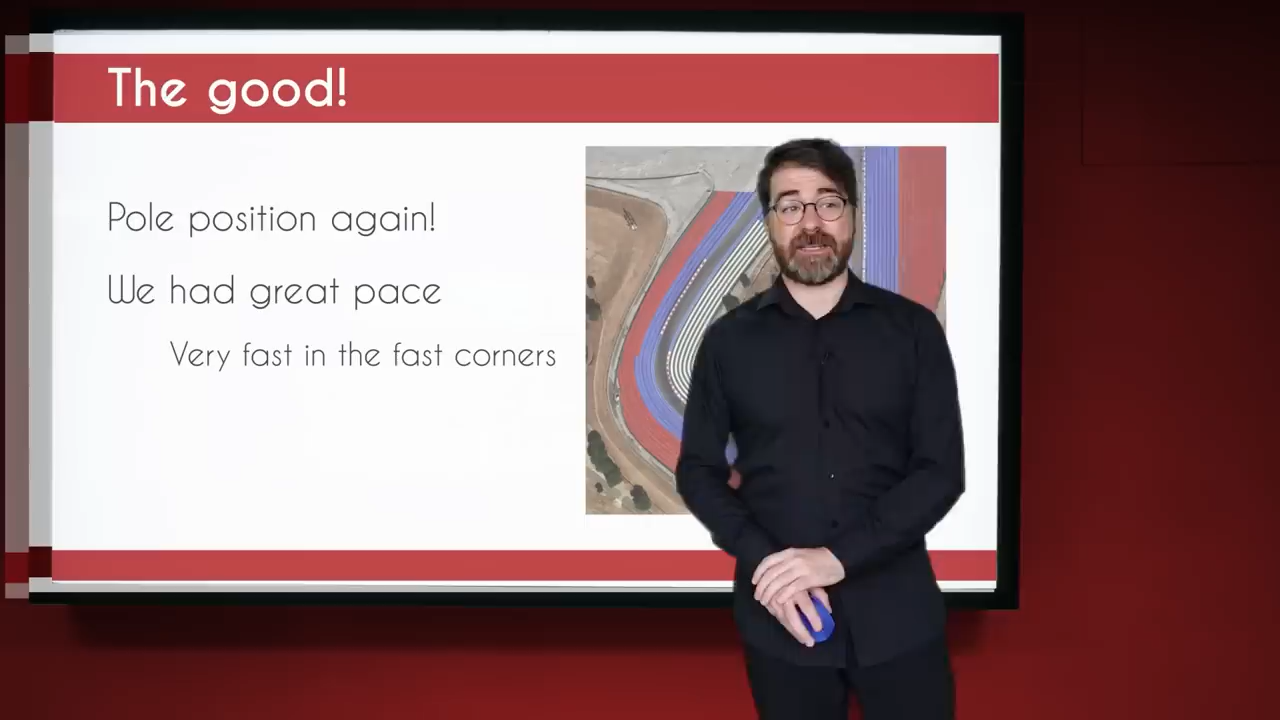 The good!
Pole position again!
We had great pace
Very fast in the fast corners